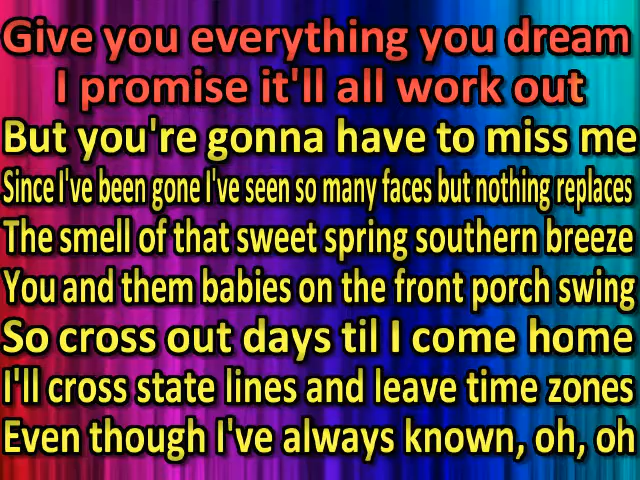 Give you everything you dream
I promise it'll all work out
But you're gonna have to miss me
Since I've been gone I've seen so many faces but nothing replaces
The smell of that sweet spring southern breeze
You and them babies on the front porch swing
So cross out days til I come home
I'll cross state lines and leave time zones
Even though I've always known, oh, oh